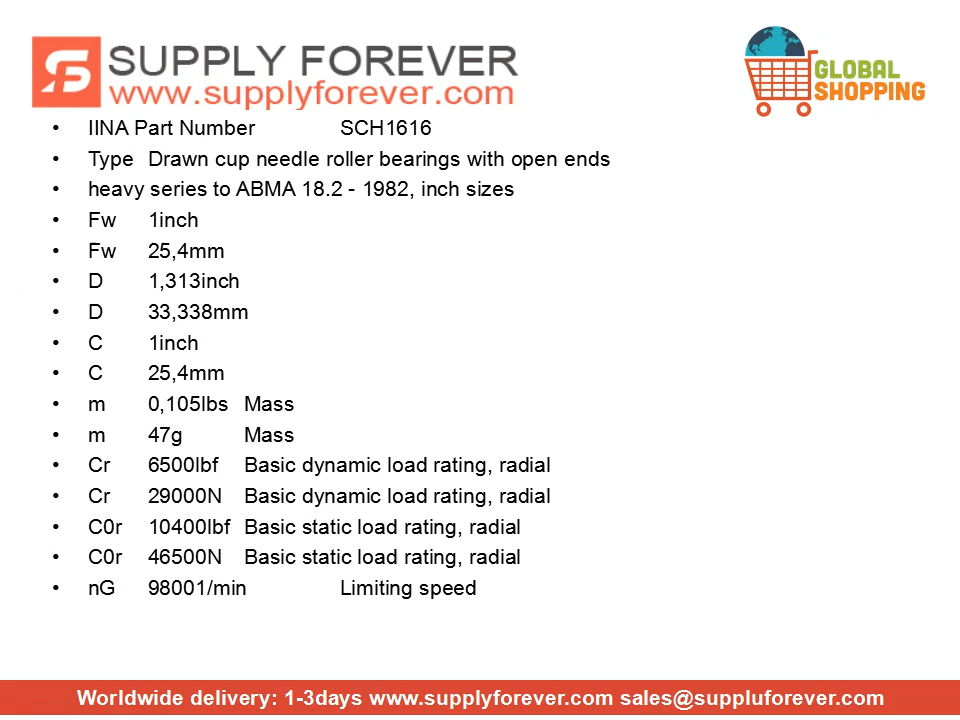 SUPPLY FOREVER
www.supplyforever.com
GLOBAL
SHOPPING
• IINA Part Number SCH1616
• Type Drawn cup needle roller bearings with open ends
• heavy series to ABMA 18.2 - 1982, inch sizes
• Fw 1inch
• Fw 25,4mm
• D 1,313inch
• D 33,338mm
• C 1inch
• C 25,4mm
• m 0,105lbs Mass
• m 47g Mass
• Cr 6500lbf Basic dynamic load rating, radial
• Cr 29000N Basic dynamic load rating, radial
• C0r 10400lbf Basic static load rating, radial
• C0r 46500N Basic static load rating, radial
• nG 98001/min Limiting speed
Worldwide delivery: 1-3days www.supplyforever.com sales@suppluforever.com